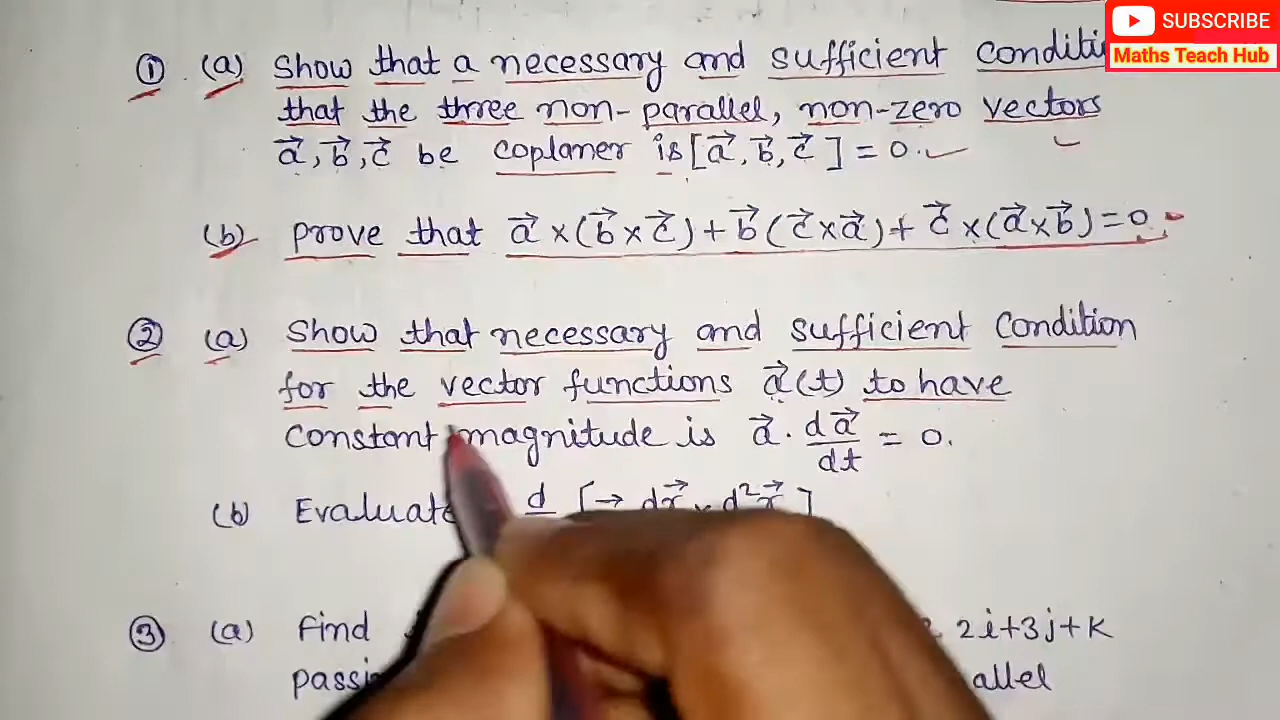 SUBSCRIBE
Maths Teach Hub
① (a) Show that a necessary and sufficient
that the three non-parallel, non-zero vectors
a⃗, b⃗, c⃗ be coplaner is [a⃗, b⃗, c⃗ ] = 0.
(b) prove that a⃗ ×(b⃗ × c⃗) + b⃗ (c⃗ × a⃗) + c⃗ ×(a⃗ × b⃗) = 0.
② (a) Show that necessary and sufficient Condition
for the vector functions a⃗(t) to have
Constant magnitude is a⃗ . da⃗/dt = 0.
(b) Evaluate d [→ dr⃗ × d²r⃗ ]
③ (a) find 2i+3j+k